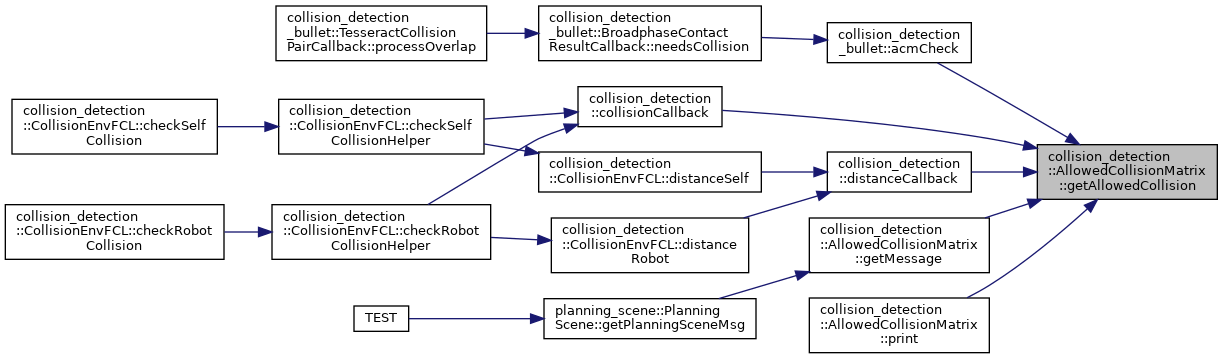 collision_detection
_bullet::TesseractCollision
PairCallback::processOverlap
collision_detection
_bullet::BroadphaseContact
ResultCallback::needsCollision
collision_detection
_bullet::acmCheck
collision_detection
::CollisionEnvFCL::checkSelf
Collision
collision_detection
::CollisionEnvFCL::checkSelf
CollisionHelper
collision_detection
::collisionCallback
collision_detection
::CollisionEnvFCL::distanceSelf
collision_detection
::distanceCallback
collision_detection
::AllowedCollisionMatrix
::getAllowedCollision
collision_detection
::CollisionEnvFCL::checkRobot
Collision
collision_detection
::CollisionEnvFCL::checkRobot
CollisionHelper
collision_detection
::CollisionEnvFCL::distance
Robot
collision_detection
::AllowedCollisionMatrix
::getMessage
TEST
planning_scene::Planning
Scene::getPlanningSceneMsg
collision_detection
::AllowedCollisionMatrix
::print